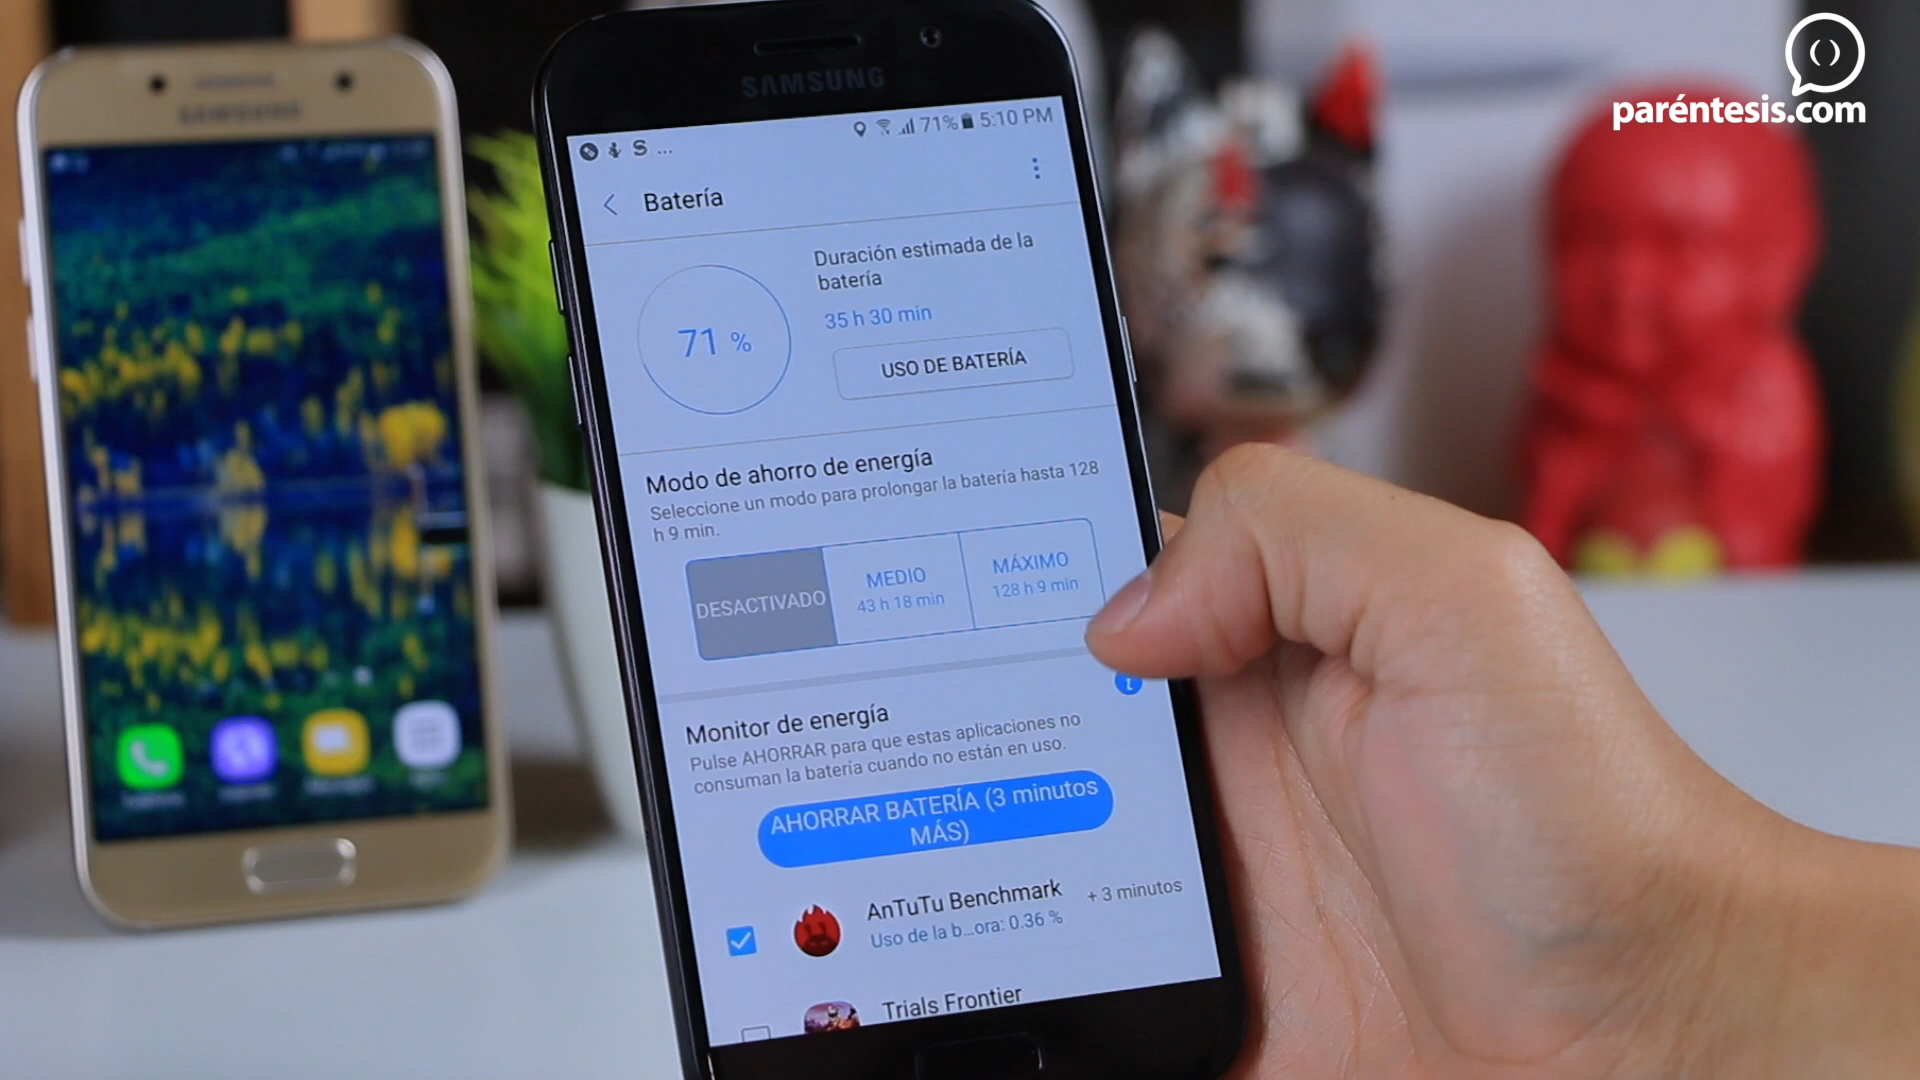 paréntesis.com
SAMSUNG
SAMSUNG
S ... 71% 5:10 PM
Batería
Duración estimada de la
batería
35 h 30 min
71 %
USO DE BATERÍA
Modo de ahorro de energía
Seleccione un modo para prolongar la batería hasta 128
h 9 min.
DESACTIVADO
MEDIO
43 h 18 min
MÁXIMO
128 h 9 min
Monitor de energía
Pulse AHORRAR para que estas aplicaciones no
consuman la batería cuando no están en uso.
AHORRAR BATERÍA (3 minutos
MÁS)
AnTuTu Benchmark
+ 3 minutos
Uso de la b...ora: 0.36 %
Trials Frontier